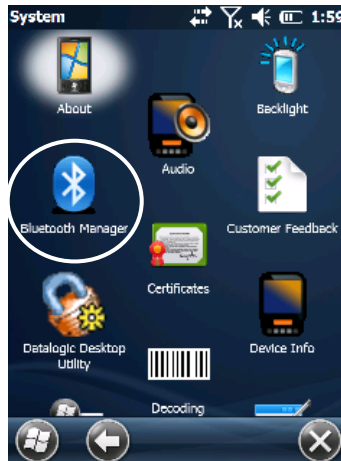 System 1:59
About
Backlight
Audio
Bluetooth Manager
Customer Feedback
Certificates
Datalogic Desktop
Utility
Device Info
Decoding